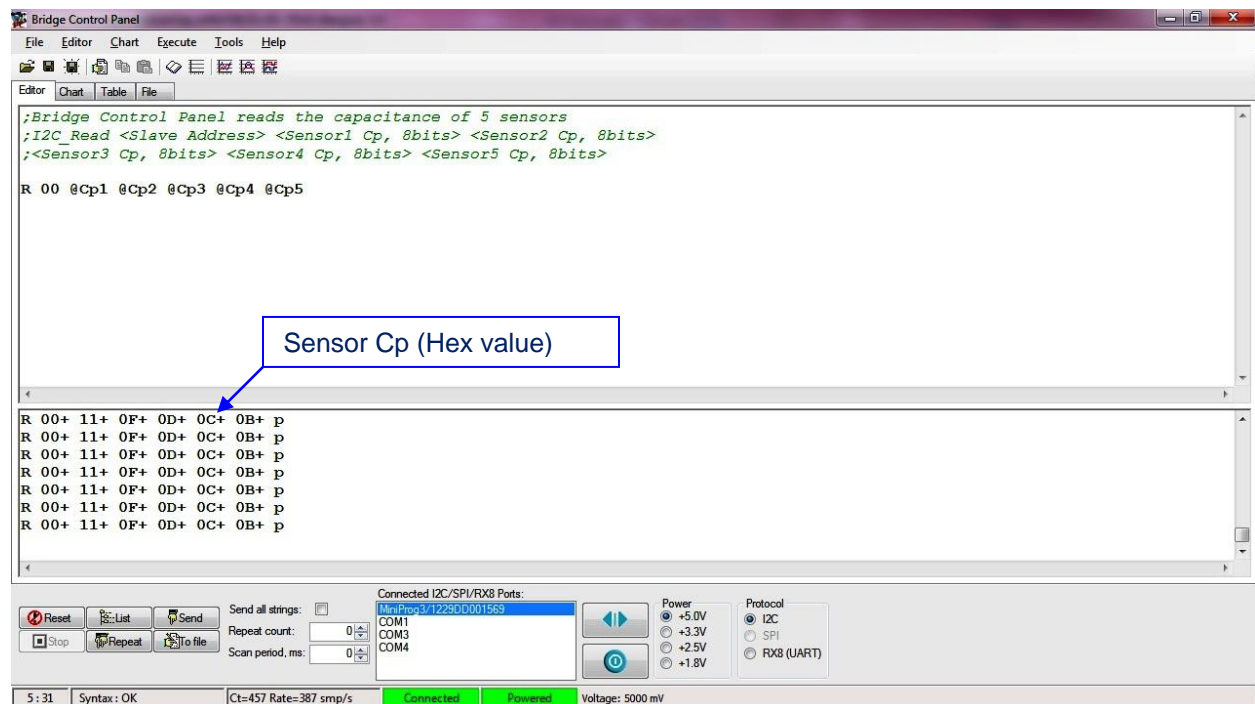 Bridge Control Panel
File Editor Chart Execute Tools Help
Editor Chart Table File
;Bridge Control Panel reads the capacitance of 5 sensors
;I2C_Read <Slave Address> <Sensor1 Cp, 8bits> <Sensor2 Cp, 8bits>
;<Sensor3 Cp, 8bits> <Sensor4 Cp, 8bits> <Sensor5 Cp, 8bits>
R 00 @Cp1 @Cp2 @Cp3 @Cp4 @Cp5
Sensor Cp (Hex value)
R 00+ 11+ 0F+ 0D+ 0C+ 0B+ p
R 00+ 11+ 0F+ 0D+ 0C+ 0B+ p
R 00+ 11+ 0F+ 0D+ 0C+ 0B+ p
R 00+ 11+ 0F+ 0D+ 0C+ 0B+ p
R 00+ 11+ 0F+ 0D+ 0C+ 0B+ p
R 00+ 11+ 0F+ 0D+ 0C+ 0B+ p
R 00+ 11+ 0F+ 0D+ 0C+ 0B+ p
Reset List Send
Stop Repeat To file
Send all strings:
Repeat count: 0
Scan period, ms: 0
Connected I2C/SPI/RX8 Ports:
MiniProg3/1229DD001569
COM1
COM3
COM4
Power
+5.0V
+3.3V
+2.5V
+1.8V
Protocol
I2C
SPI
RX8 (UART)
5 : 31 Syntax : OK Ct=457 Rate=387 smp/s Connected Powered Voltage: 5000 mV